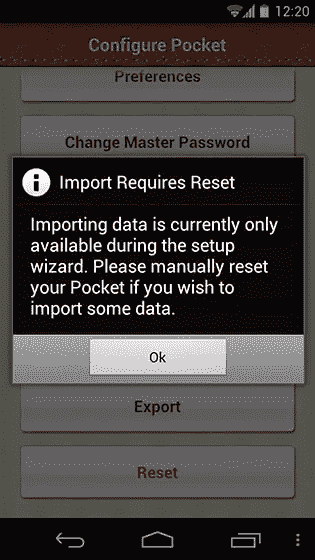 12:20
Configure Pocket
Preferences
Change Master Password
Import Requires Reset
Importing data is currently only
available during the setup
wizard. Please manually reset
your Pocket if you wish to
import some data.
Ok
Export
Reset